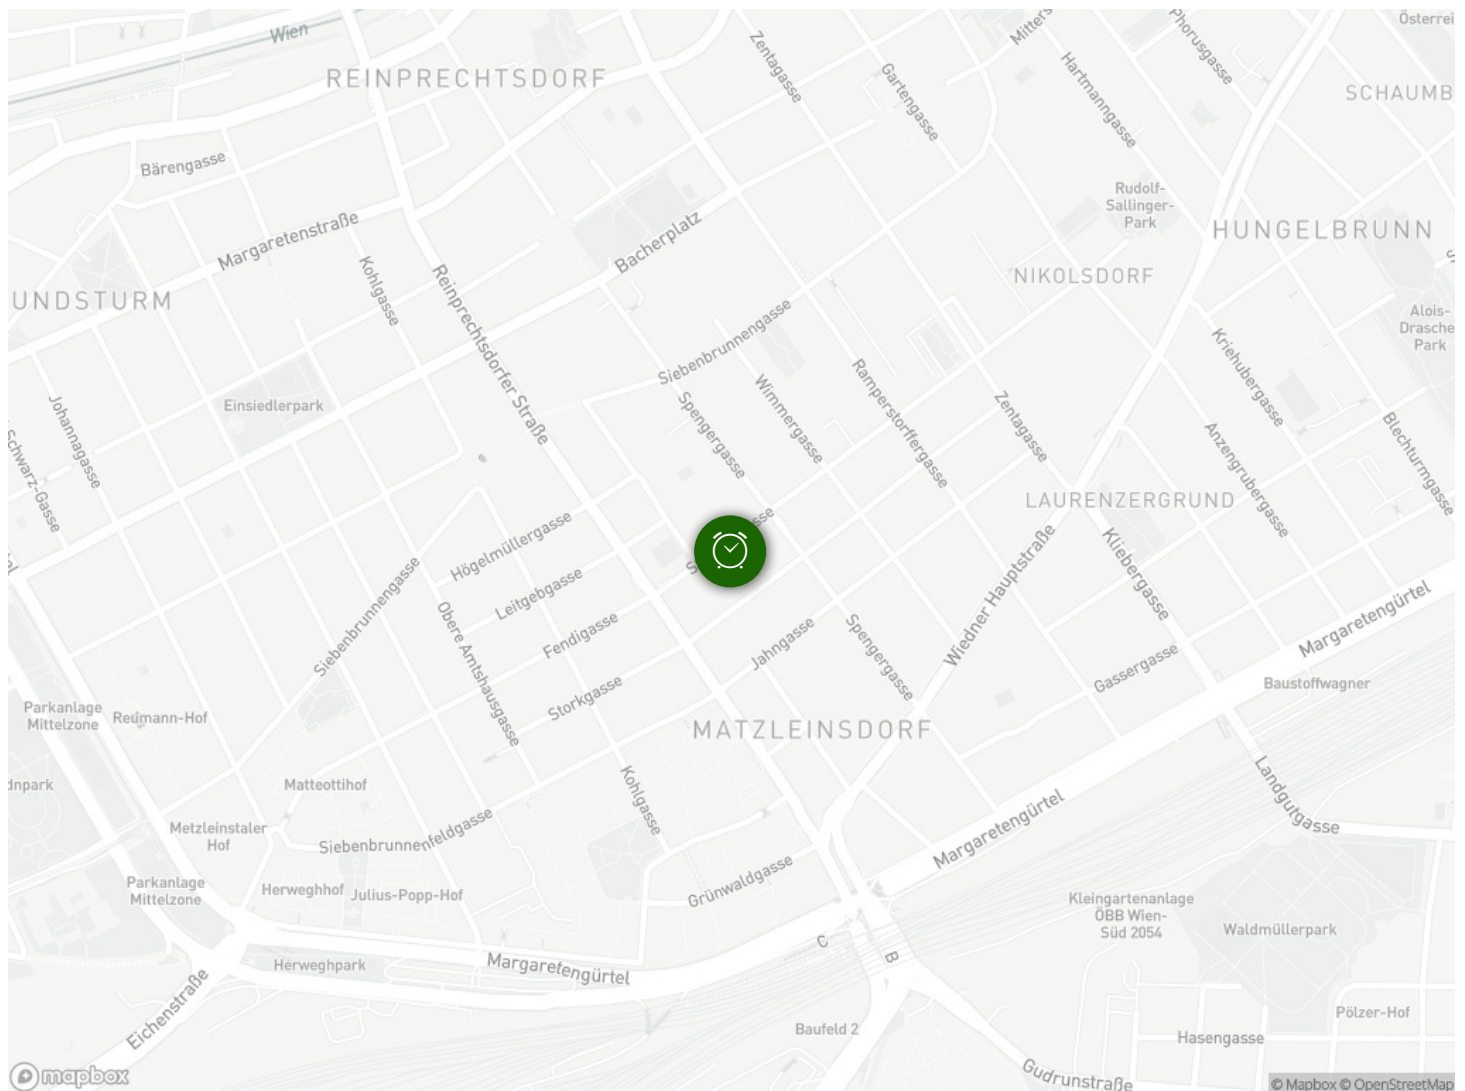 Wien
Zentagasse
Gartengasse
Hartmanngasse
Phorusgasse
Österrei
REINPRECHTSDORF
SCHAUMB
Bärengasse
Rudolf-
Sallinger-
Park
Margaretenstraße
Bacherplatz
HUNGELBRUNN
NIKOLSDORF
Kohlgasse
Reinprechtsdorfer Straße
UNDSTURM
Alois-
Drasche
Park
Siebenbrunnengasse
Kriehubergasse
Johannagasse
Einsiedlerpark
Spengergasse
Wimmergasse
Ramperstorffergasse
Zentagasse
Anzengrubergasse
Blechturmgasse
Schwarz-Gasse
LAURENZERGRUND
Högelmüllergasse
Leitgebgasse
Fendigasse
Siebenbrunnengasse
Obere Amtshausgasse
Wiedner Hauptstraße
Kliebergasse
Margaretengürtel
Jahngasse
Spengergasse
Gassergasse
Baustoffwagner
Storkgasse
Parkanlage
Mittelzone
Reumann-Hof
MATZLEINSDORF
dnpark
Matteottihof
Kohlgasse
Landgutgasse
Metzleinstaler
Hof
Siebenbrunnenfeldgasse
Margaretengürtel
Parkanlage
Mittelzone
Herweghhof
Julius-Popp-Hof
Grünwaldgasse
Kleingartenanlage
ÖBB Wien-
Süd 2054
Waldmüllerpark
C
B
Herweghpark
Margaretengürtel
Eichenstraße
Baufeld 2
Pölzer-Hof
Hasengasse
Gudrunstraße
mapbox
© Mapbox © OpenStreetMap